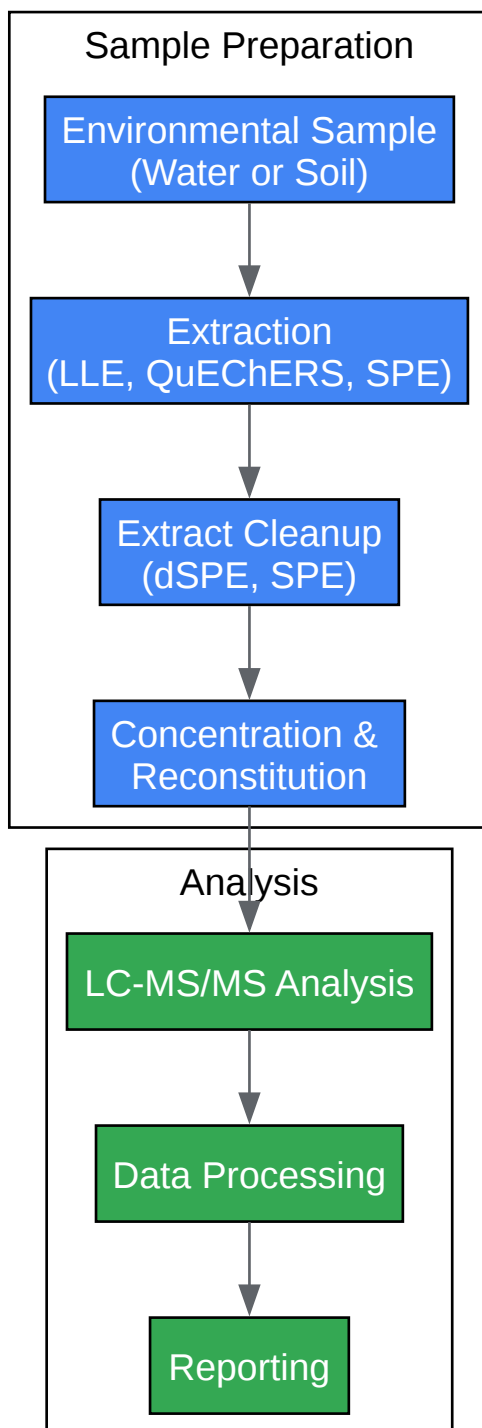 Sample Preparation
Environmental Sample
(Water or Soil)
Extraction
(LLE, QuEChERS, SPE)
Extract Cleanup
(dSPE, SPE)
Concentration &
Reconstitution
Analysis
LC-MS/MS Analysis
Data Processing
Reporting